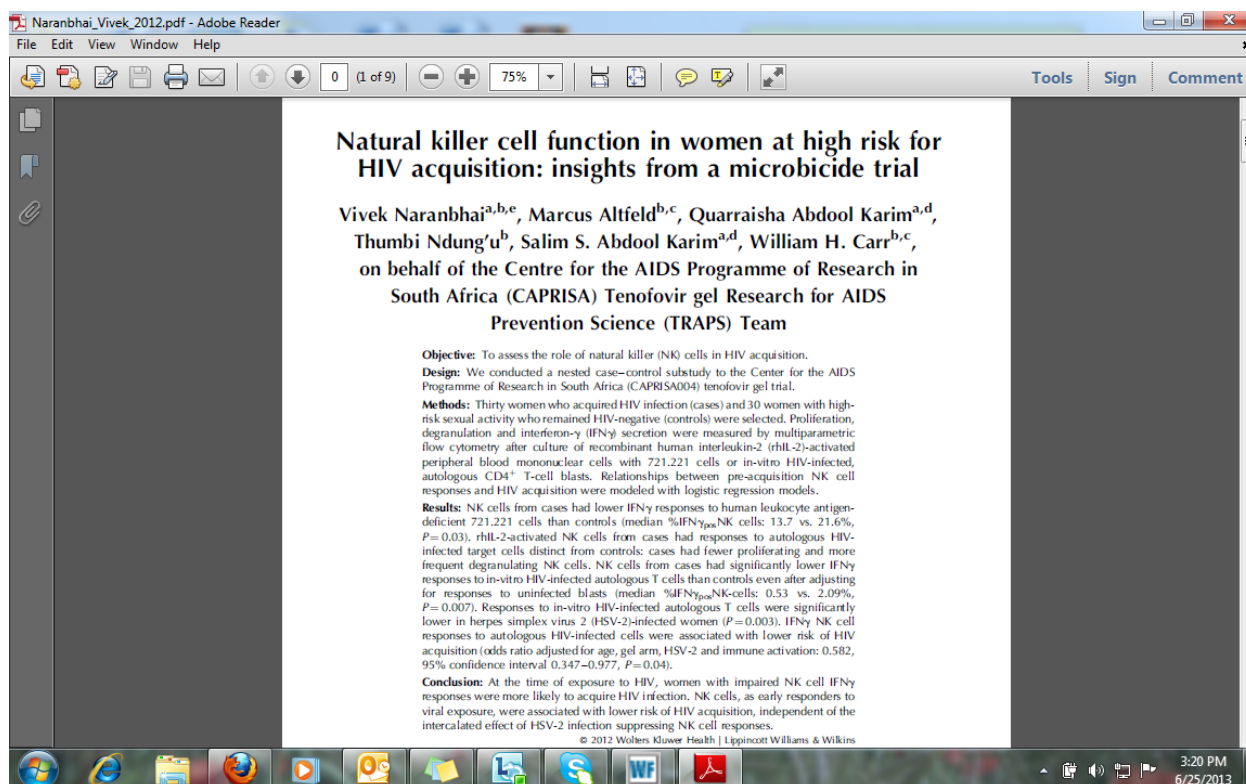 Naranbhai_Vivek_2012.pdf - Adobe Reader
File Edit View Window Help
0 (1 of 9) 75% Tools Sign Comment
Natural killer cell function in women at high risk for
HIV acquisition: insights from a microbicide trial
Vivek Naranbhaia,b,e, Marcus Altfeldb,c, Quarraisha Abdool Karima,d,
Thumbi Ndung'ub, Salim S. Abdool Karima,d, William H. Carrb,c,
on behalf of the Centre for the AIDS Programme of Research in
South Africa (CAPRISA) Tenofovir gel Research for AIDS
Prevention Science (TRAPS) Team
Objective: To assess the role of natural killer (NK) cells in HIV acquisition.
Design: We conducted a nested case–control substudy to the Center for the AIDS
Programme of Research in South Africa (CAPRISA004) tenofovir gel trial.
Methods: Thirty women who acquired HIV infection (cases) and 30 women with high-
risk sexual activity who remained HIV-negative (controls) were selected. Proliferation,
degranulation and interferon-γ (IFNγ) secretion were measured by multiparametric
flow cytometry after culture of recombinant human interleukin-2 (rhIL-2)-activated
peripheral blood mononuclear cells with 721.221 cells or in-vitro HIV-infected,
autologous CD4+ T-cell blasts. Relationships between pre-acquisition NK cell
responses and HIV acquisition were modeled with logistic regression models.
Results: NK cells from cases had lower IFNγ responses to human leukocyte antigen-
deficient 721.221 cells than controls (median %IFNγpos NK cells: 13.7 vs. 21.6%,
P = 0.03). rhIL-2-activated NK cells from cases had responses to autologous HIV-
infected target cells distinct from controls: cases had fewer proliferating and more
frequent degranulating NK cells. NK cells from cases had significantly lower IFNγ
responses to in-vitro HIV-infected autologous T cells than controls even after adjusting
for responses to uninfected blasts (median %IFNγpos NK-cells: 0.53 vs. 2.09%,
P = 0.007). Responses to in-vitro HIV-infected autologous T cells were significantly
lower in herpes simplex virus 2 (HSV-2)-infected women (P = 0.003). IFNγ NK cell
responses to autologous HIV-infected cells were associated with lower risk of HIV
acquisition (odds ratio adjusted for age, gel arm, HSV-2 and immune activation: 0.582,
95% confidence interval 0.347–0.977, P = 0.04).
Conclusion: At the time of exposure to HIV, women with impaired NK cell IFNγ
responses were more likely to acquire HIV infection. NK cells, as early responders to
viral exposure, were associated with lower risk of HIV acquisition, independent of the
intercalated effect of HSV-2 infection suppressing NK cell responses.
© 2012 Wolters Kluwer Health | Lippincott Williams & Wilkins
WF
3:20 PM
6/25/2013